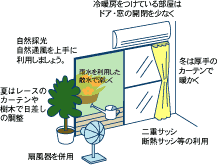 冷暖房をつけている部屋は
ドア・窓の開閉を少なく
自然採光
自然通風を上手に
利用しましょう。
雨水を利用した
散水で涼しく
冬は厚手の
カーテンで
暖かく
夏はレースの
カーテンや
樹木で日差し
の調整
二重サッシ
断熱サッシ等の利用
扇風器を併用